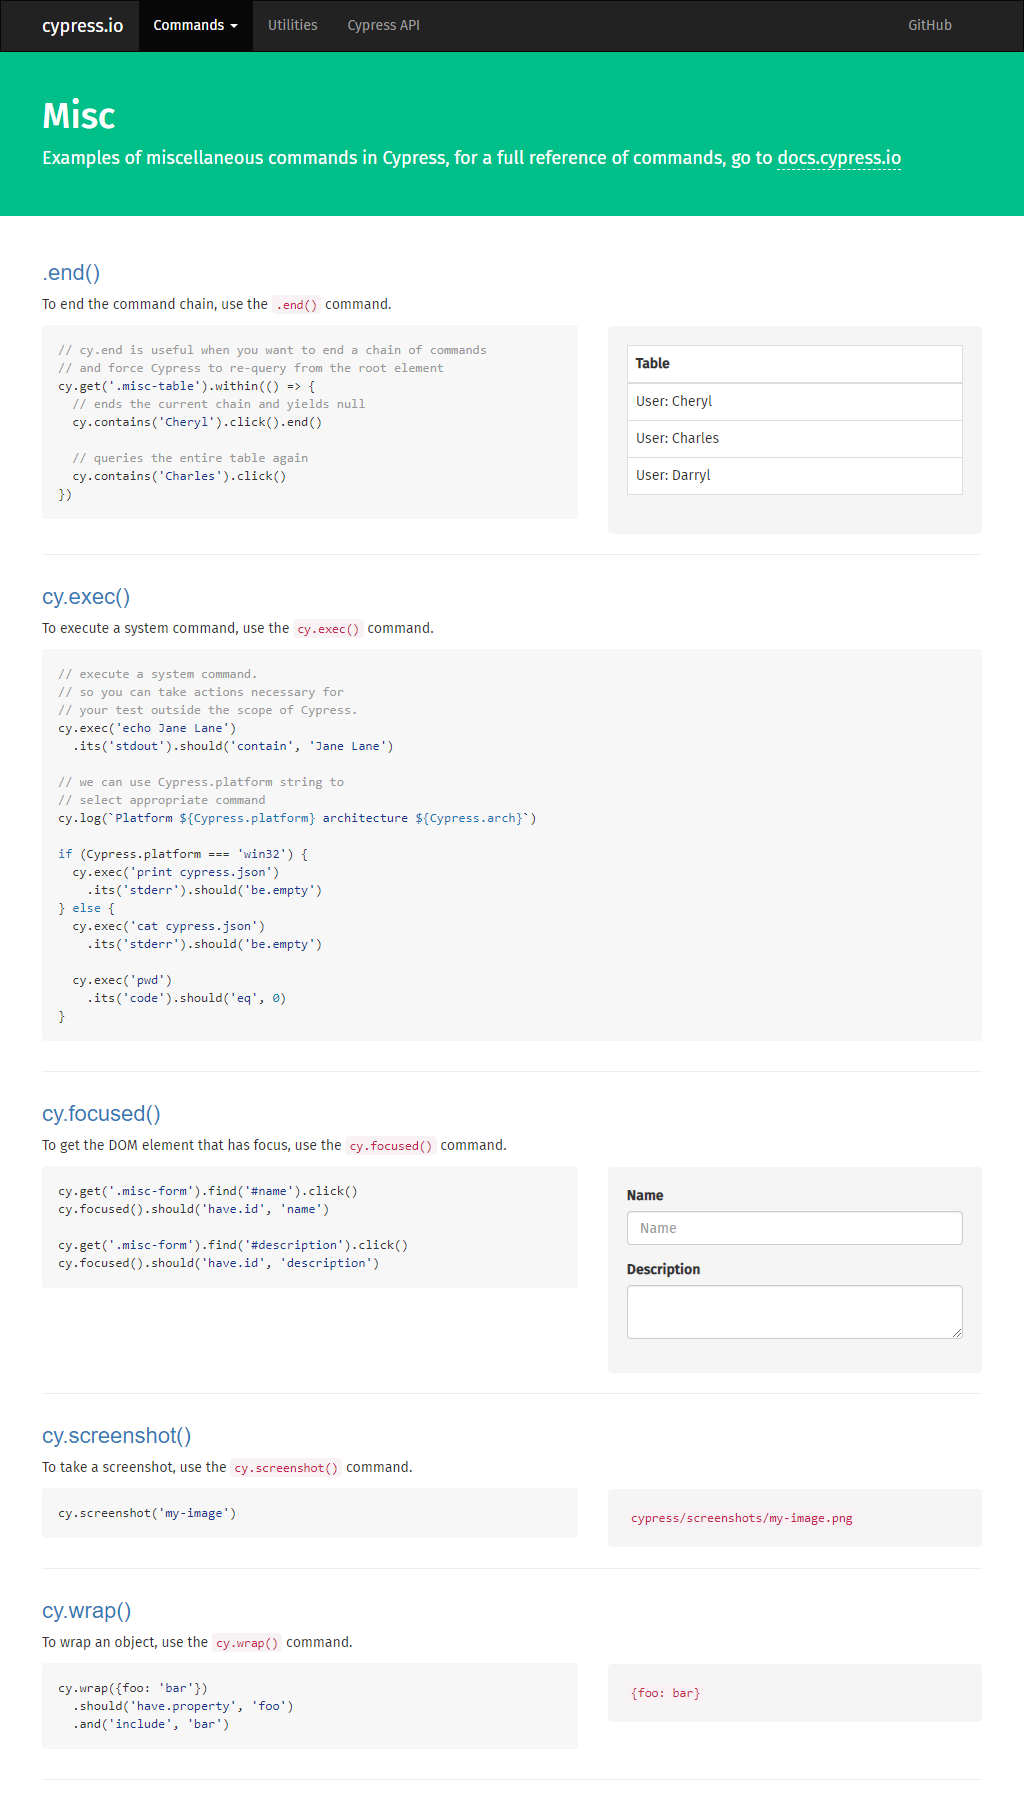 cypress.io Commands Utilities Cypress API GitHub
Misc
Examples of miscellaneous commands in Cypress, for a full reference of commands, go to docs.cypress.io
.end()
To end the command chain, use the .end() command.
// cy.end is useful when you want to end a chain of commands
// and force Cypress to re-query from the root element
cy.get('.misc-table').within(() => {
  // ends the current chain and yields null
  cy.contains('Cheryl').click().end()
  // queries the entire table again
  cy.contains('Charles').click()
})
Table
User: Cheryl
User: Charles
User: Darryl
cy.exec()
To execute a system command, use the cy.exec() command.
// execute a system command.
// so you can take actions necessary for
// your test outside the scope of Cypress.
cy.exec('echo Jane Lane')
  .its('stdout').should('contain', 'Jane Lane')
// we can use Cypress.platform string to
// select appropriate command
cy.log(`Platform ${Cypress.platform} architecture ${Cypress.arch}`)
if (Cypress.platform === 'win32') {
  cy.exec('print cypress.json')
    .its('stderr').should('be.empty')
} else {
  cy.exec('cat cypress.json')
    .its('stderr').should('be.empty')
  cy.exec('pwd')
    .its('code').should('eq', 0)
}
cy.focused()
To get the DOM element that has focus, use the cy.focused() command.
cy.get('.misc-form').find('#name').click()
cy.focused().should('have.id', 'name')
cy.get('.misc-form').find('#description').click()
cy.focused().should('have.id', 'description')
Name
Name
Description
cy.screenshot()
To take a screenshot, use the cy.screenshot() command.
cy.screenshot('my-image')
cypress/screenshots/my-image.png
cy.wrap()
To wrap an object, use the cy.wrap() command.
cy.wrap({foo: 'bar'})
  .should('have.property', 'foo')
  .and('include', 'bar')
{foo: bar}